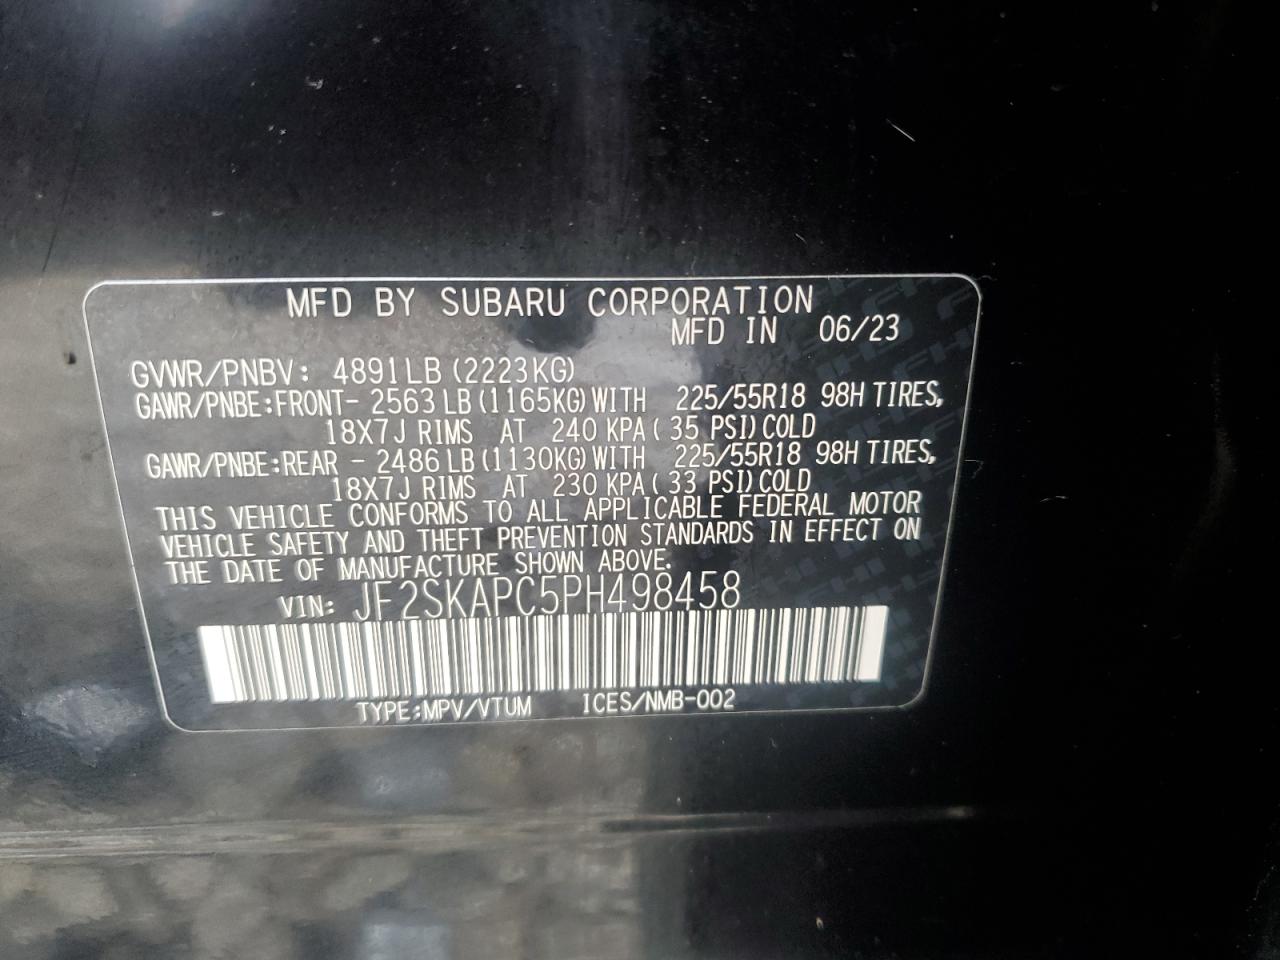 MFD BY SUBARU CORPORATION
MFD IN 06/23
GVWR/PNBV: 4891LB (2223KG)
GAWR/PNBE:FRONT- 2563 LB(1165KG)WITH 225/55R18 98H TIRES,
18X7J RIMS AT 240 KPA( 35 PSI)COLD
GAWR/PNBE:REAR - 2486 LB(1130KG)WITH 225/55R18 98H TIRES,
18X7J RIMS AT 230 KPA( 33 PSI)COLD
THIS VEHICLE CONFORMS TO ALL APPLICABLE FEDERAL MOTOR
VEHICLE SAFETY AND THEFT PREVENTION STANDARDS IN EFFECT ON
THE DATE OF MANUFACTURE SHOWN ABOVE.
VIN: JF2SKAPC5PH498458
TYPE:MPV/VTUM ICES/NMB-002